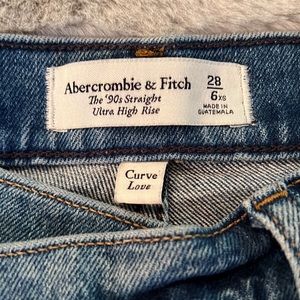 Abercrombie & Fitch
The '90s Straight
Ultra High Rise
28
6XS
MADE IN
GUATEMALA
Curve
Love